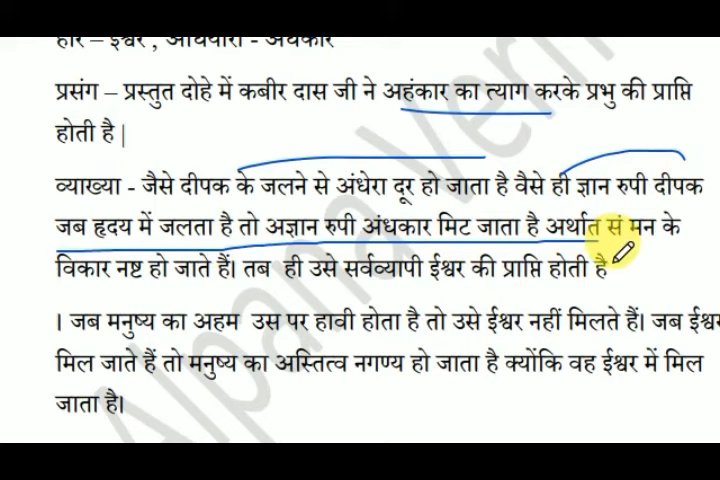 हरि – ईश्वर , अँधियारा - अंधकार
प्रसंग – प्रस्तुत दोहे में कबीर दास जी ने अहंकार का त्याग करके प्रभु की प्राप्ति
होती है |
व्याख्या - जैसे दीपक के जलने से अंधेरा दूर हो जाता है वैसे ही ज्ञान रुपी दीपक
जब हृदय में जलता है तो अज्ञान रुपी अंधकार मिट जाता है अर्थात सं मन के
विकार नष्ट हो जाते हैं। तब ही उसे सर्वव्यापी ईश्वर की प्राप्ति होती है
। जब मनुष्य का अहम उस पर हावी होता है तो उसे ईश्वर नहीं मिलते हैं। जब ईश्वर
मिल जाते हैं तो मनुष्य का अस्तित्व नगण्य हो जाता है क्योंकि वह ईश्वर में मिल
जाता है।
Alpana Verm